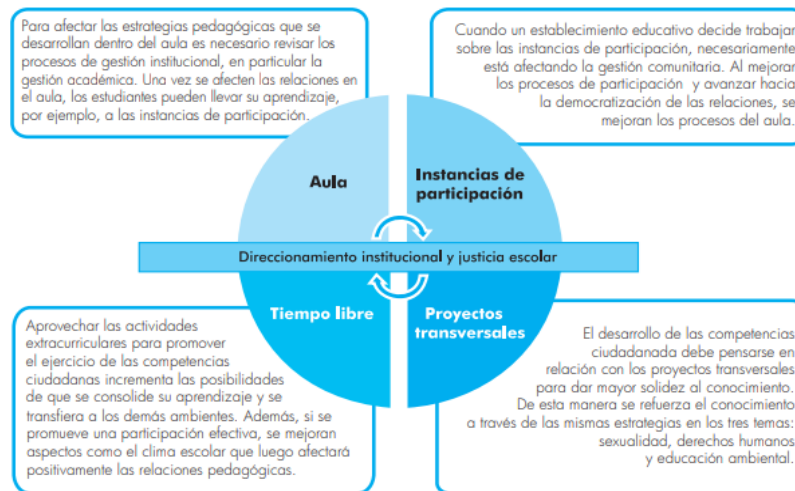 Para afectar las estrategias pedagógicas que se
desarrollan dentro del aula es necesario revisar los
procesos de gestión institucional, en particular la
gestión académica. Una vez se afecten las relaciones en
el aula, los estudiantes pueden llevar su aprendizaje,
por ejemplo, a las instancias de participación.
Cuando un establecimiento educativo decide trabajar
sobre las instancias de participación, necesariamente
está afectando la gestión comunitaria. Al mejorar
los procesos de participación y avanzar hacia
la democratización de las relaciones, se
mejoran los procesos del aula.
Aula
Instancias de
participación
Direccionamiento institucional y justicia escolar
Tiempo libre
Proyectos
transversales
Aprovechar las actividades
extracurriculares para promover
el ejercicio de las competencias
ciudadanas incrementa las posibilidades
de que se consolide su aprendizaje y se
transfiera a los demás ambientes. Además, si se
promueve una participación efectiva, se mejoran
aspectos como el clima escolar que luego afectará
positivamente las relaciones pedagógicas.
El desarrollo de las competencias
ciudadanada debe pensarse en
relación con los proyectos transversales
para dar mayor solidez al conocimiento.
De esta manera se refuerza el conocimiento
a través de las mismas estrategias en los tres temas:
sexualidad, derechos humanos
y educación ambiental.